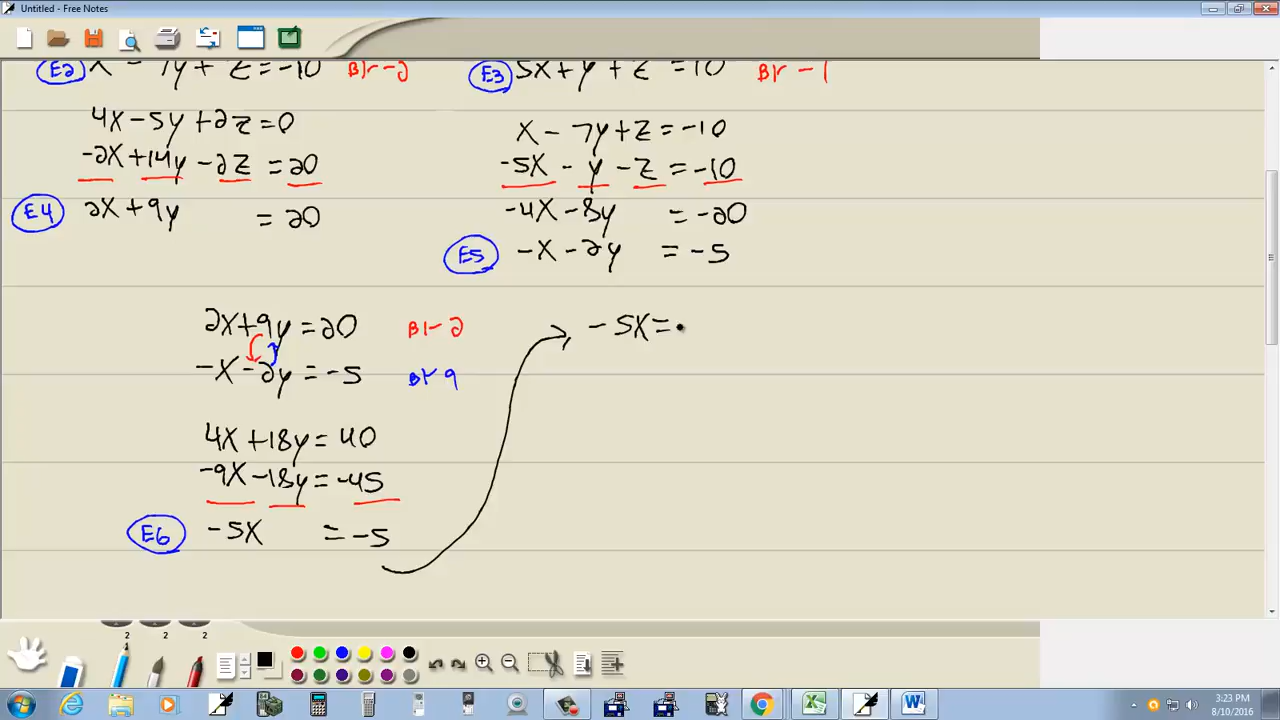 Untitled - Free Notes
E2 X - 7y + Z = -10 By -2
E3 5X + y + Z = 10 By -1
4X - 5y + 2Z = 0
-2X + 14y - 2Z = 20
E4 2X + 9y = 20
X - 7y + Z = -10
-5X - y - Z = -10
-4X - 8y = -20
E5 -X - 2y = -5
2X + 9y = 20 By -2
-X - 2y = -5 By 9
4X + 18y = 40
-9X - 18y = -45
E6 -5X = -5
-5X =
2 2 2
3:23 PM
8/10/2016